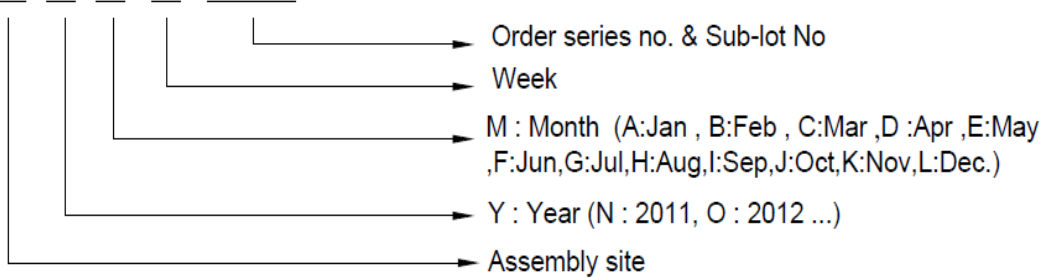 Order series no. & Sub-lot No
Week
M : Month (A:Jan , B:Feb , C:Mar ,D :Apr ,E:May
,F:Jun,G:Jul,H:Aug,I:Sep,J:Oct,K:Nov,L:Dec.)
Y : Year (N : 2011, O : 2012 ...)
Assembly site